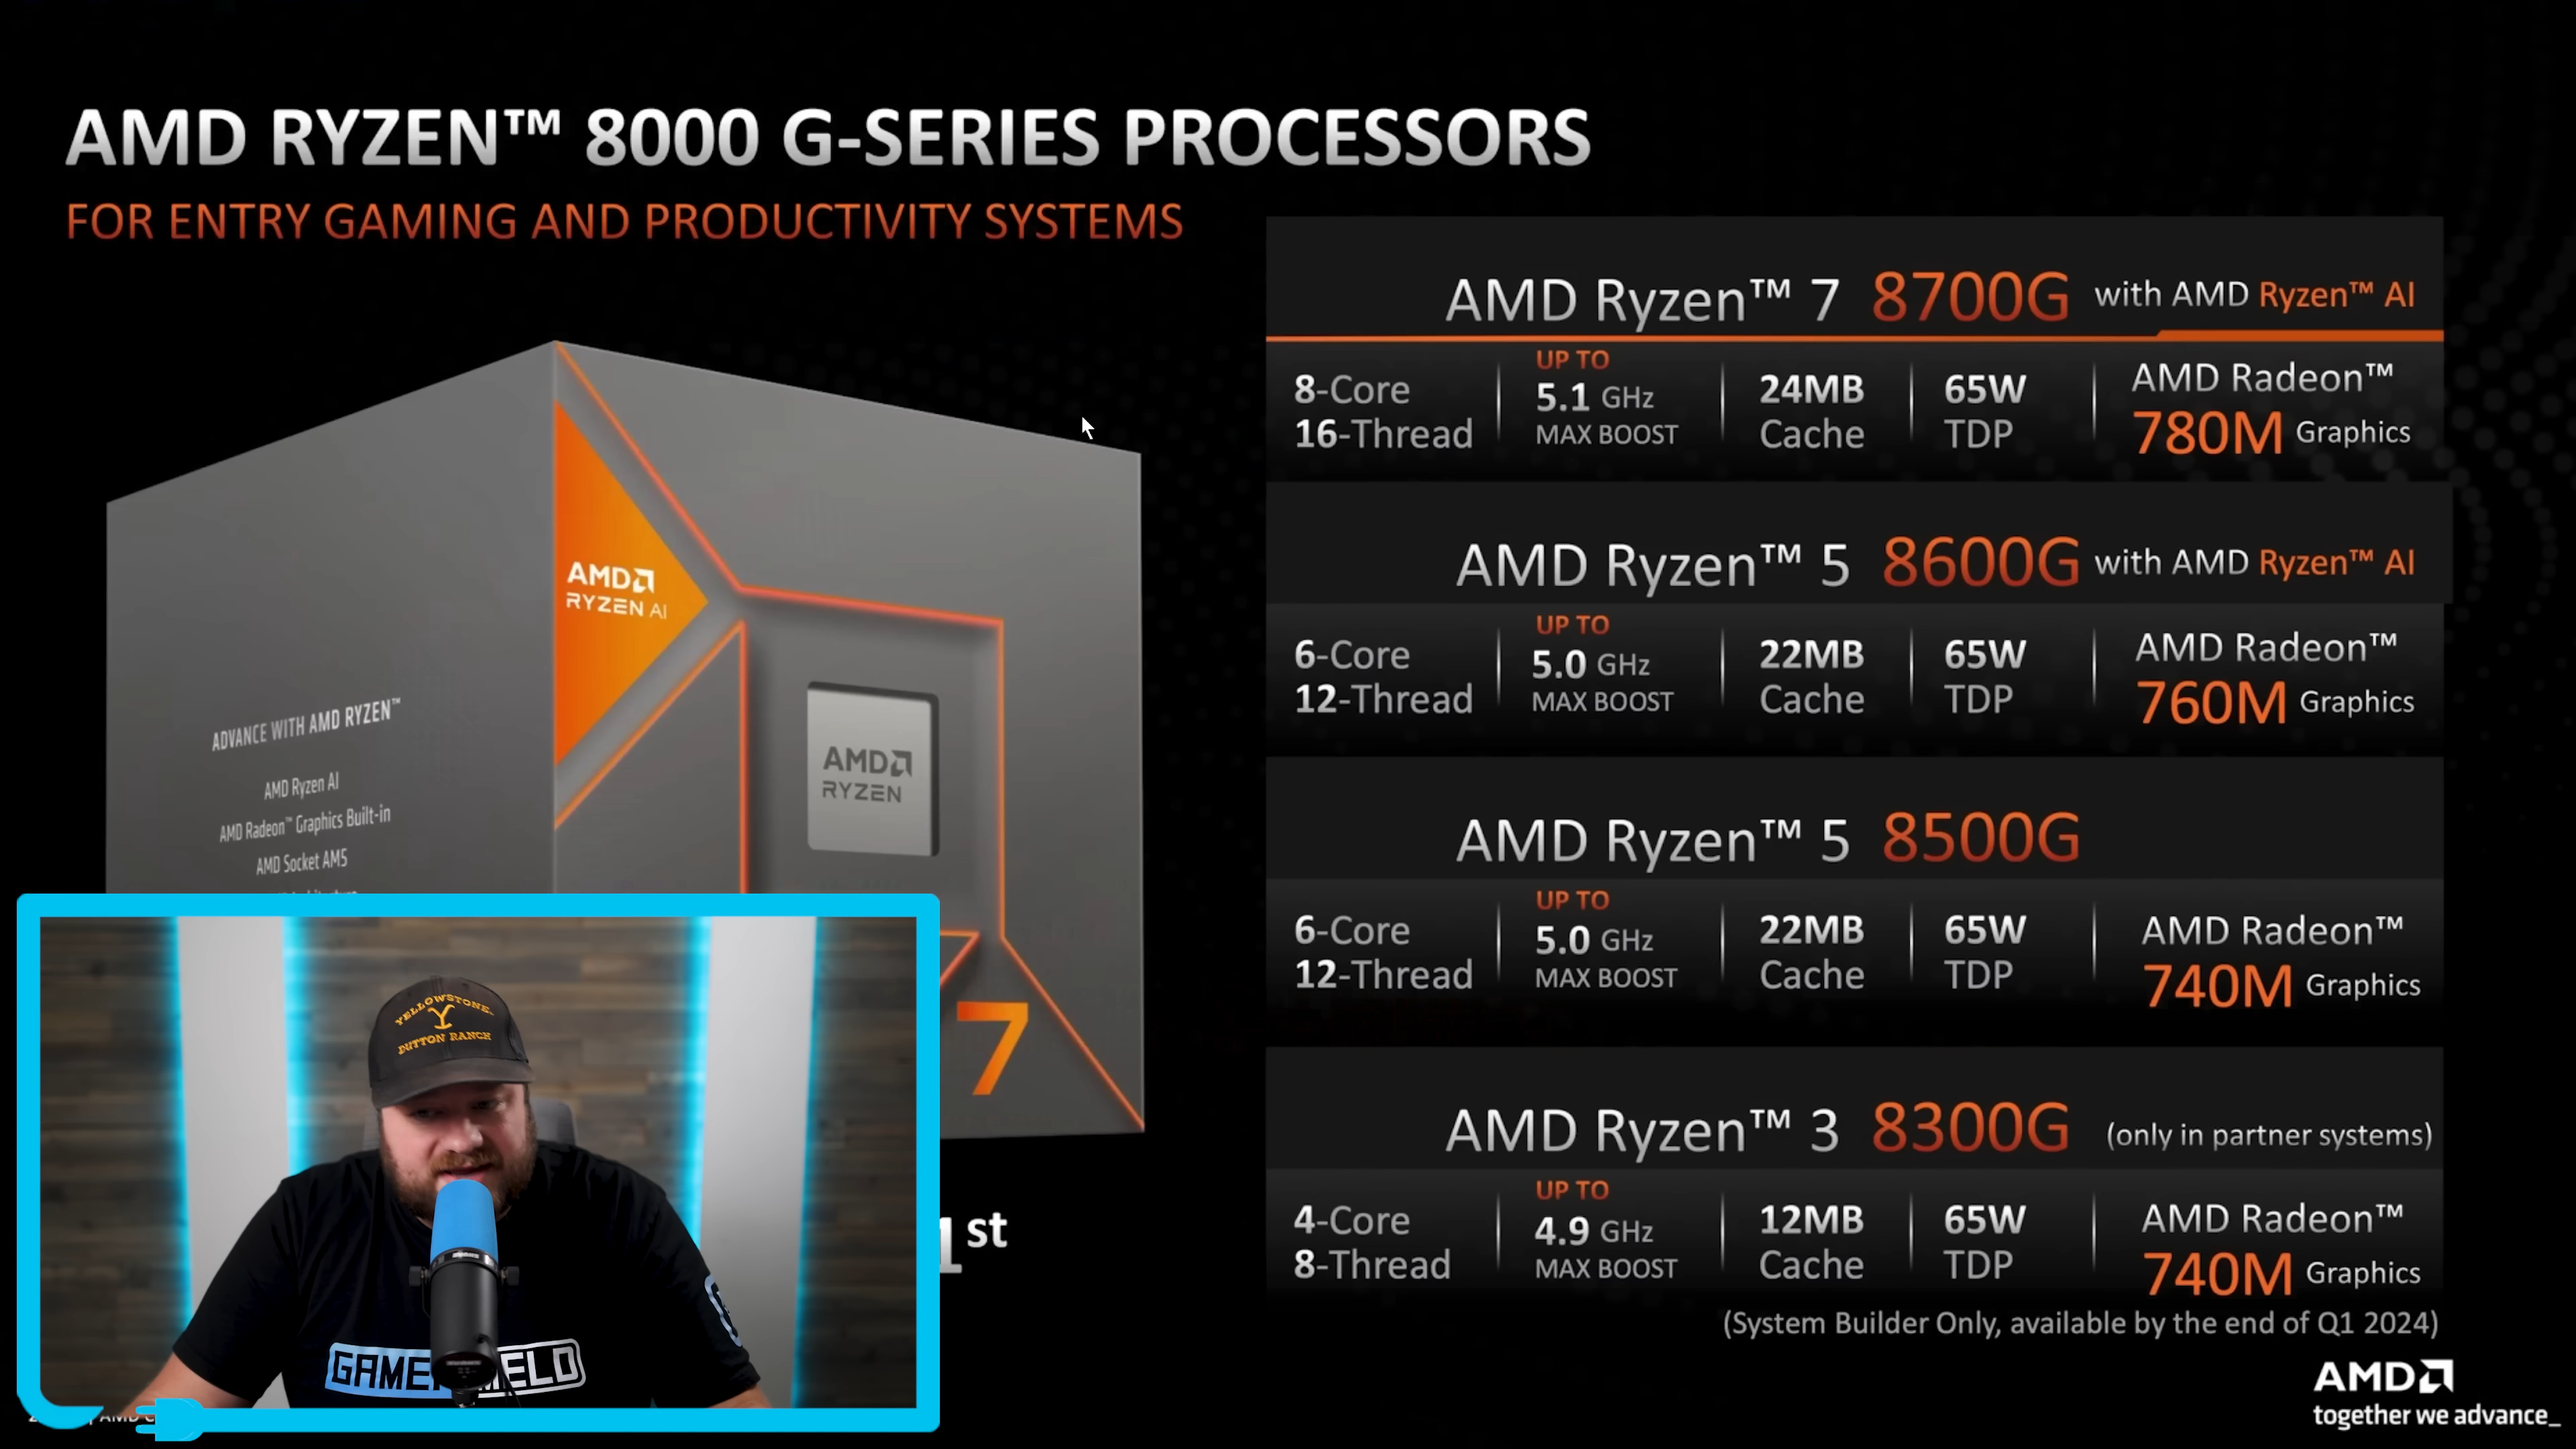 AMD RYZEN™ 8000 G-SERIES PROCESSORS
FOR ENTRY GAMING AND PRODUCTIVITY SYSTEMS
AMD
RYZEN AI
AMD
RYZEN
ADVANCE WITH AMD RYZEN™
AMD Ryzen AI
AMD Radeon™ Graphics Built-in
AMD Socket AM5
7
1st
YELLOWSTONE
Y
DUTTON RANCH
AMD Ryzen™ 7 8700G with AMD Ryzen™ AI
8-Core
16-Thread
UP TO
5.1 GHz
MAX BOOST
24MB
Cache
65W
TDP
AMD Radeon™
780M Graphics
AMD Ryzen™ 5 8600G with AMD Ryzen™ AI
6-Core
12-Thread
UP TO
5.0 GHz
MAX BOOST
22MB
Cache
65W
TDP
AMD Radeon™
760M Graphics
AMD Ryzen™ 5 8500G
6-Core
12-Thread
UP TO
5.0 GHz
MAX BOOST
22MB
Cache
65W
TDP
AMD Radeon™
740M Graphics
AMD Ryzen™ 3 8300G (only in partner systems)
4-Core
8-Thread
UP TO
4.9 GHz
MAX BOOST
12MB
Cache
65W
TDP
AMD Radeon™
740M Graphics
(System Builder Only, available by the end of Q1 2024)
AMD
together we advance_